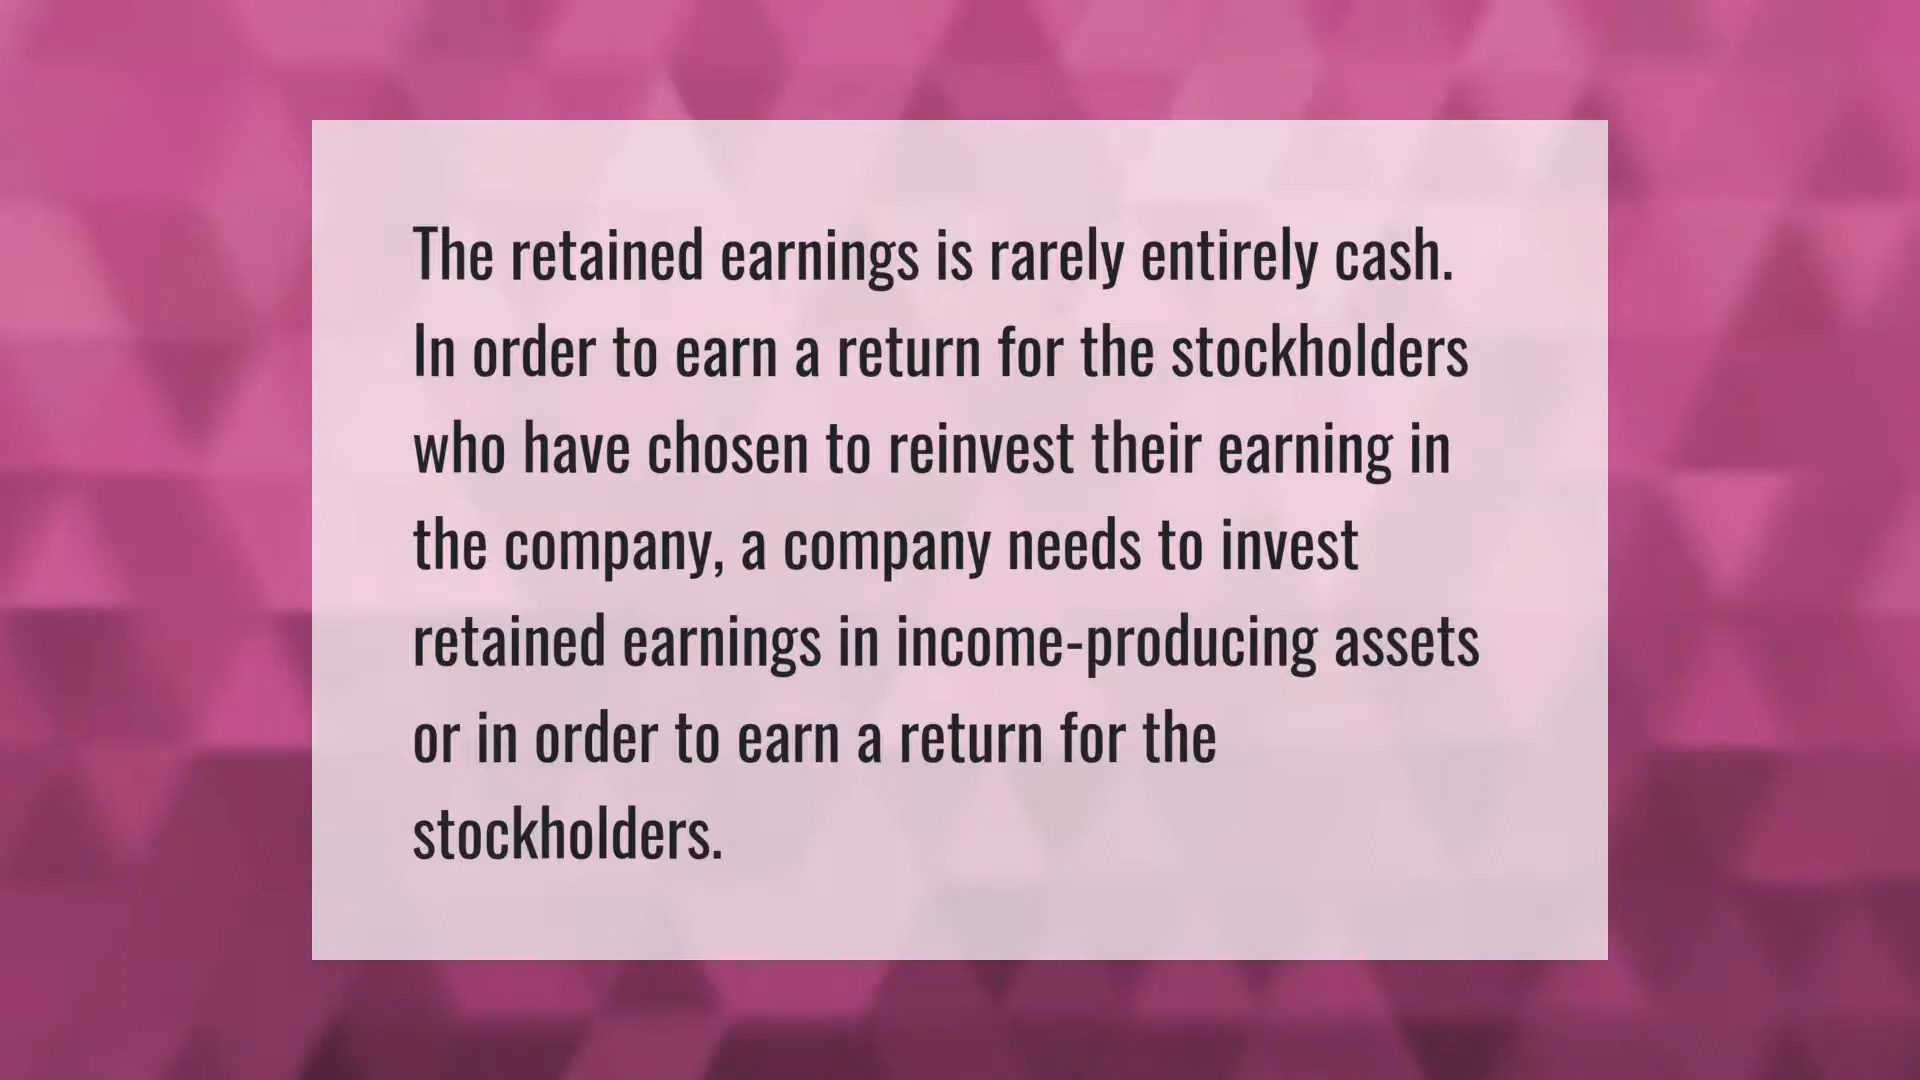 The retained earnings is rarely entirely cash.
In order to earn a return for the stockholders
who have chosen to reinvest their earning in
the company, a company needs to invest
retained earnings in income-producing assets
or in order to earn a return for the
stockholders.